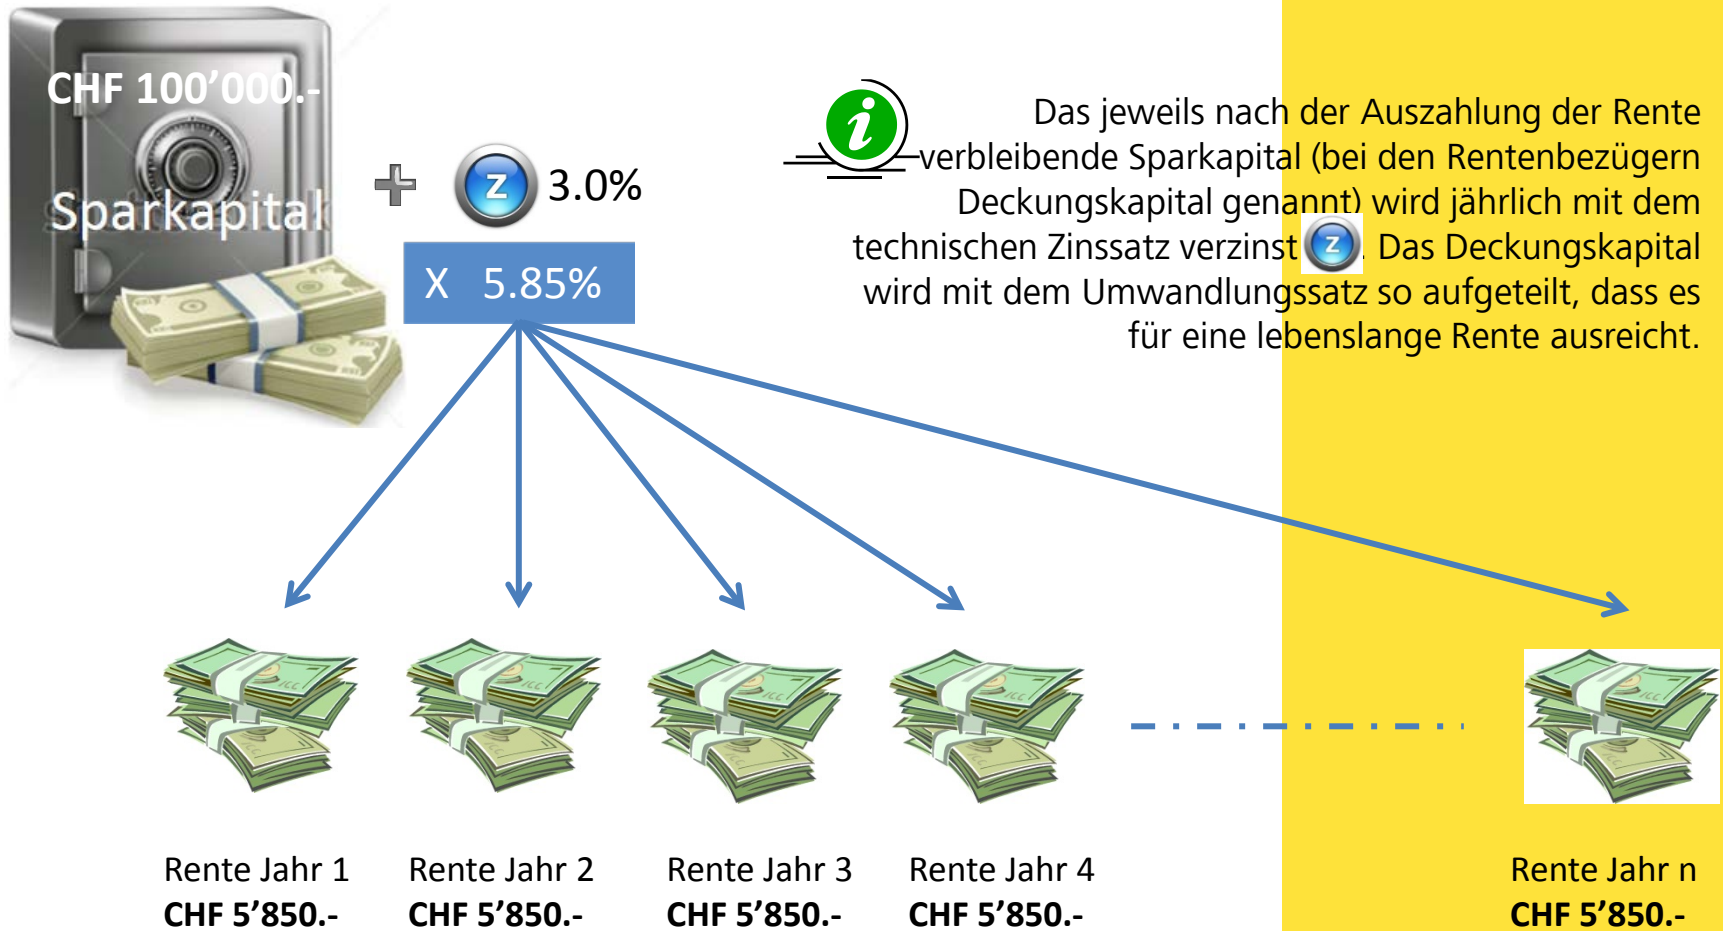 CHF 100’000.-
Sparkapital
Z 3.0%
X 5.85%
i
Das jeweils nach der Auszahlung der Rente
verbleibende Sparkapital (bei den Rentenbezügern
Deckungskapital genannt) wird jährlich mit dem
technischen Zinssatz verzinst Z. Das Deckungskapital
wird mit dem Umwandlungssatz so aufgeteilt, dass es
für eine lebenslange Rente ausreicht.
Rente Jahr 1
CHF 5’850.-
Rente Jahr 2
CHF 5’850.-
Rente Jahr 3
CHF 5’850.-
Rente Jahr 4
CHF 5’850.-
Rente Jahr n
CHF 5’850.-